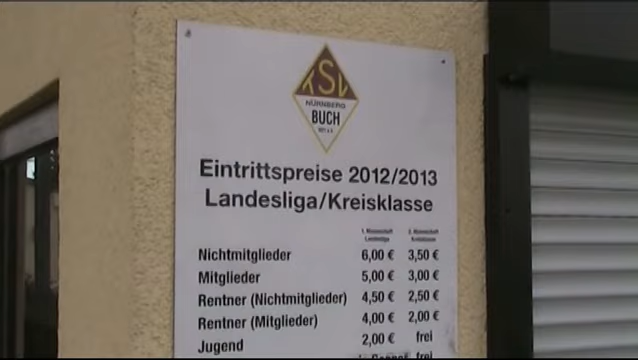 TSV
NÜRNBERG
BUCH
Eintrittspreise 2012/2013
Landesliga/Kreisklasse
1. Mannschaft 2. Mannschaft
Landesliga Kreisklasse
Nichtmitglieder 6,00 € 3,50 €
Mitglieder 5,00 € 3,00 €
Rentner (Nichtmitglieder) 4,50 € 2,50 €
Rentner (Mitglieder) 4,00 € 2,00 €
Jugend 2,00 € frei
frei